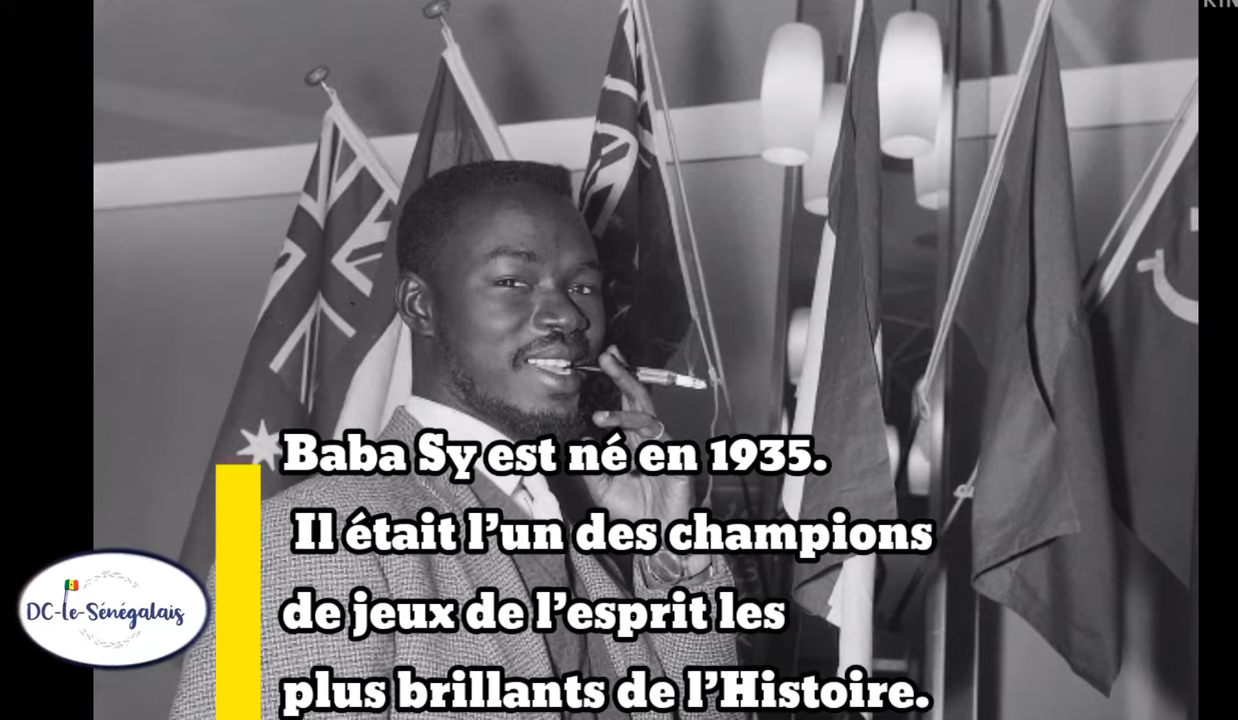 Baba Sy est né en 1935.
Il était l'un des champions
de jeux de l'esprit les
plus brillants de l'Histoire.
DC-le-Sénégalais